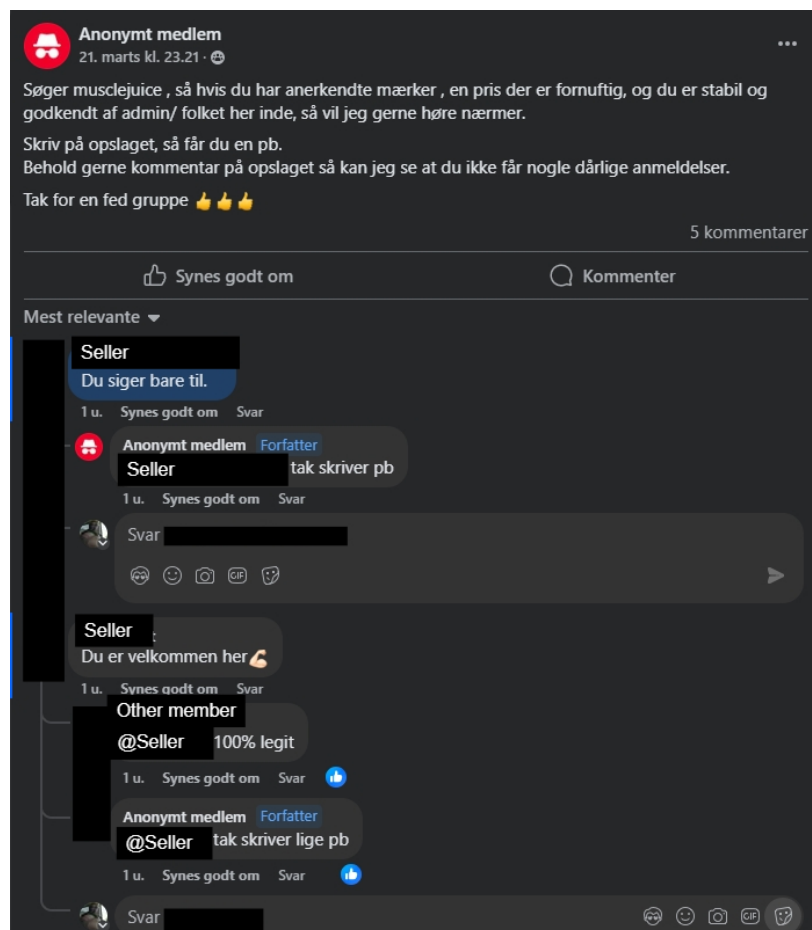 Anonymt medlem
21. marts kl. 23.21 ·
Søger musclejuice , så hvis du har anerkendte mærker , en pris der er fornuftig, og du er stabil og
godkendt af admin/ folket her inde, så vil jeg gerne høre nærmer.
Skriv på opslaget, så får du en pb.
Behold gerne kommentar på opslaget så kan jeg se at du ikke får nogle dårlige anmeldelser.
Tak for en fed gruppe 👍👍👍
5 kommentarer
Synes godt om Kommenter
Mest relevante
Seller
Du siger bare til.
1 u. Synes godt om Svar
Anonymt medlem Forfatter
Seller tak skriver pb
1 u. Synes godt om Svar
Svar
GIF
Seller
Du er velkommen her💪🏻
1 u. Synes godt om Svar
Other member
@Seller 100% legit
1 u. Synes godt om Svar
Anonymt medlem Forfatter
@Seller tak skriver lige pb
1 u. Synes godt om Svar
Svar
GIF